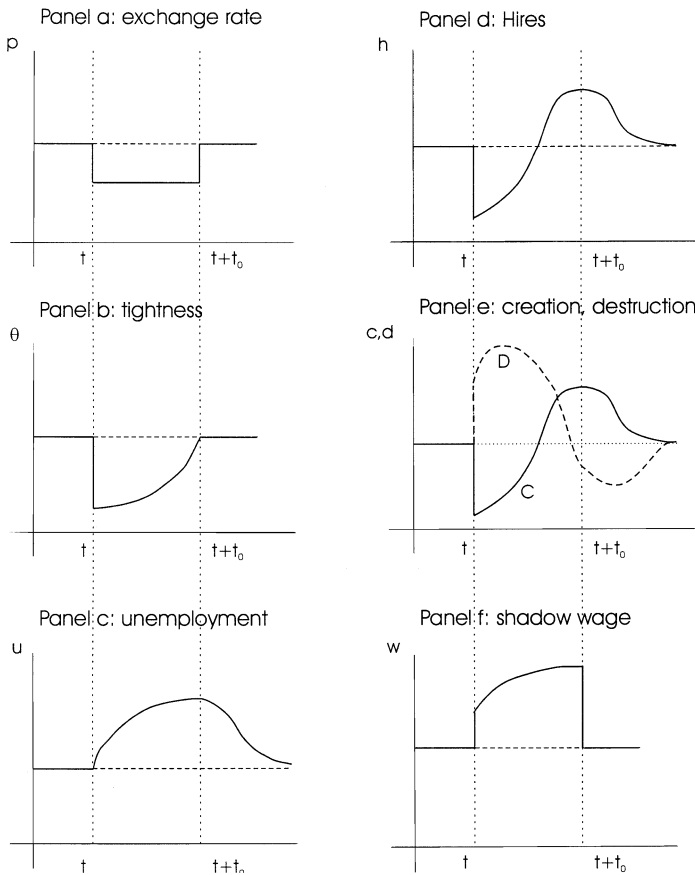 Panel a: exchange rate
p
t
t+t₀
Panel b: tightness
θ
t
t+t₀
Panel c: unemployment
u
t
t+t₀
Panel d: Hires
h
t
t+t₀
Panel e: creation, destruction
c,d
D
C
t
t+t₀
Panel f: shadow wage
w
t
t+t₀